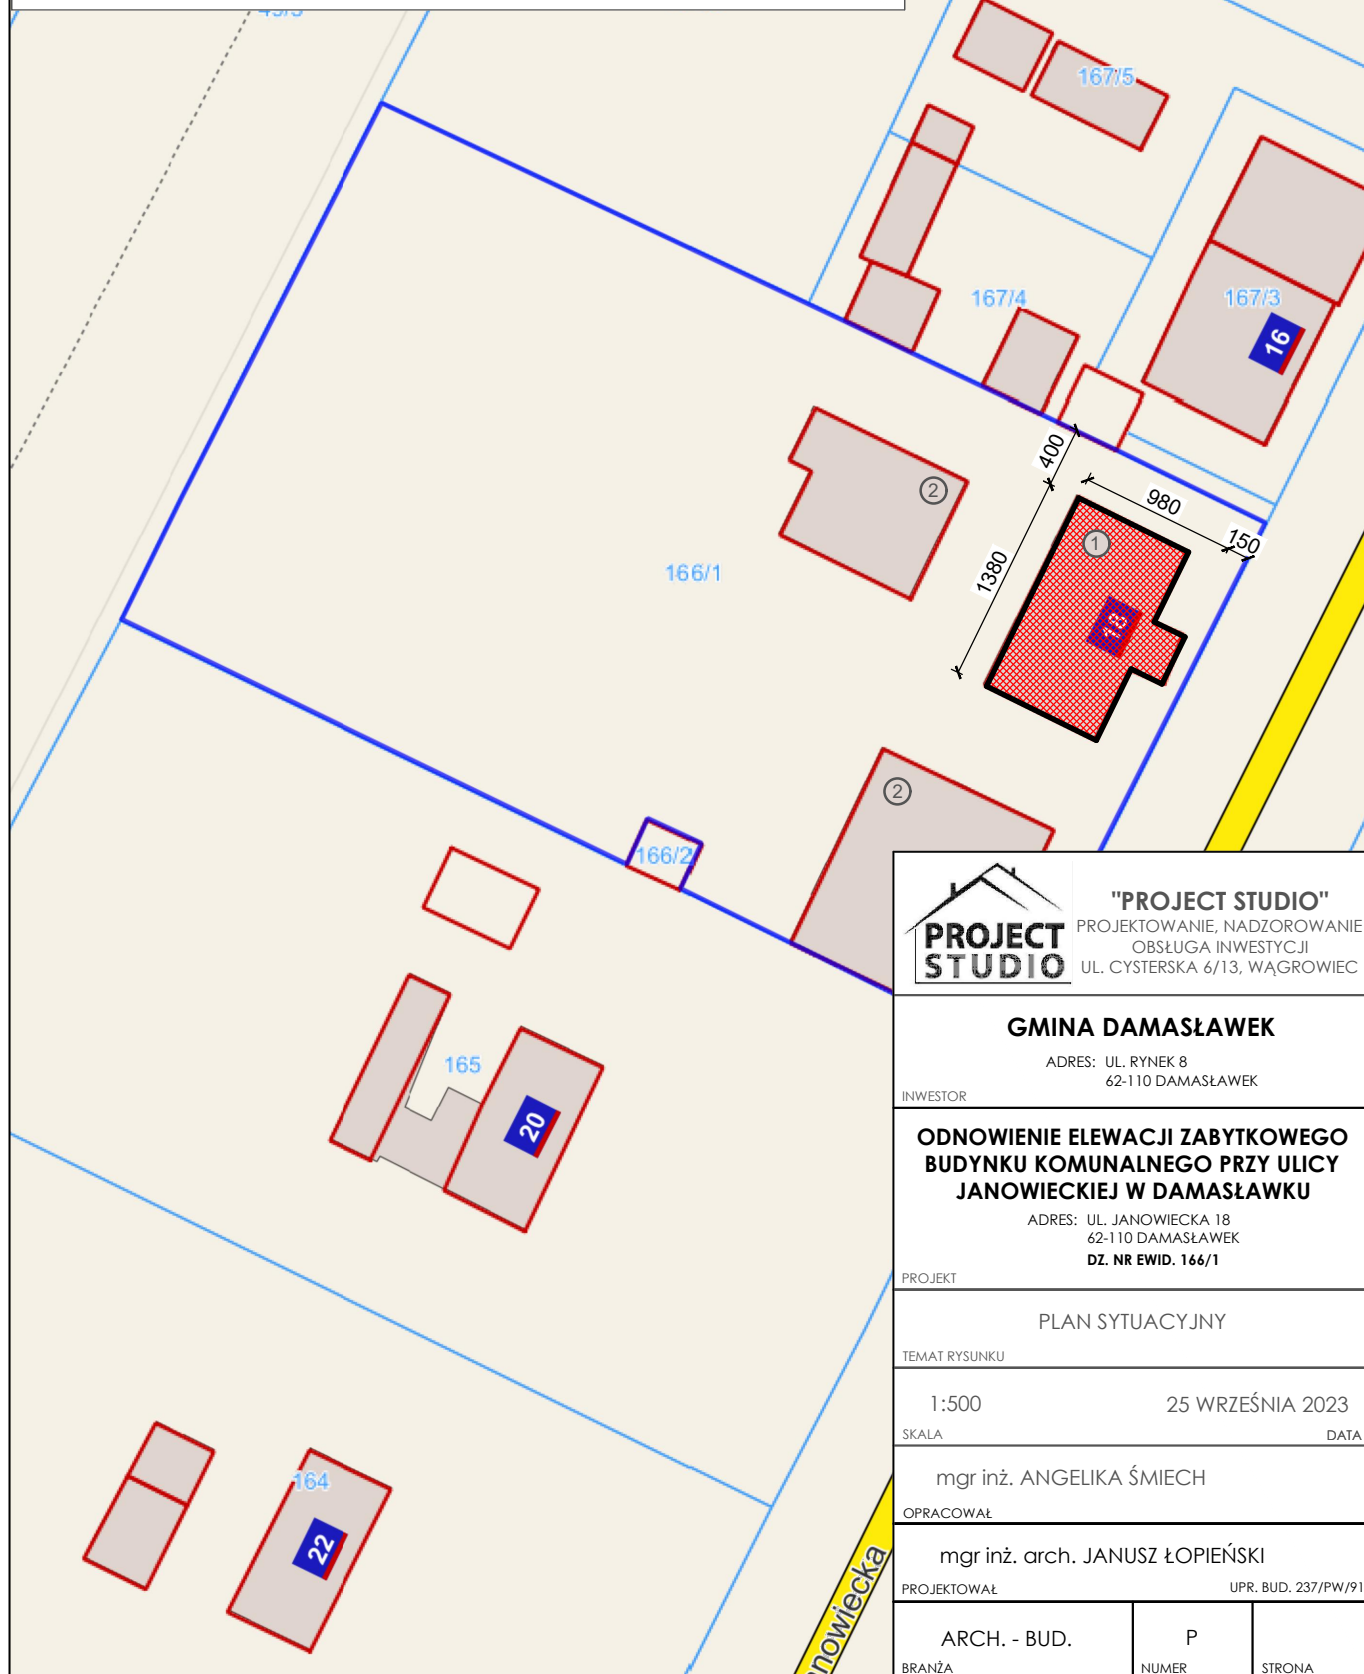 167/5
167/4
167/3
16
400
980
150
1380
2
1
166/1
18
2
166/2
165
20
164
22
nowiecka
PROJECT
STUDIO
"PROJECT STUDIO"
PROJEKTOWANIE, NADZOROWANIE
OBSŁUGA INWESTYCJI
UL. CYSTERSKA 6/13, WĄGROWIEC
GMINA DAMASŁAWEK
ADRES: UL. RYNEK 8
62-110 DAMASŁAWEK
INWESTOR
ODNOWIENIE ELEWACJI ZABYTKOWEGO
BUDYNKU KOMUNALNEGO PRZY ULICY
JANOWIECKIEJ W DAMASŁAWKU
ADRES: UL. JANOWIECKA 18
62-110 DAMASŁAWEK
DZ. NR EWID. 166/1
PROJEKT
PLAN SYTUACYJNY
TEMAT RYSUNKU
1:500 25 WRZEŚNIA 2023
SKALA DATA
mgr inż. ANGELIKA ŚMIECH
OPRACOWAŁ
mgr inż. arch. JANUSZ ŁOPIEŃSKI
PROJEKTOWAŁ UPR. BUD. 237/PW/91
ARCH. - BUD. P
BRANŻA NUMER STRONA